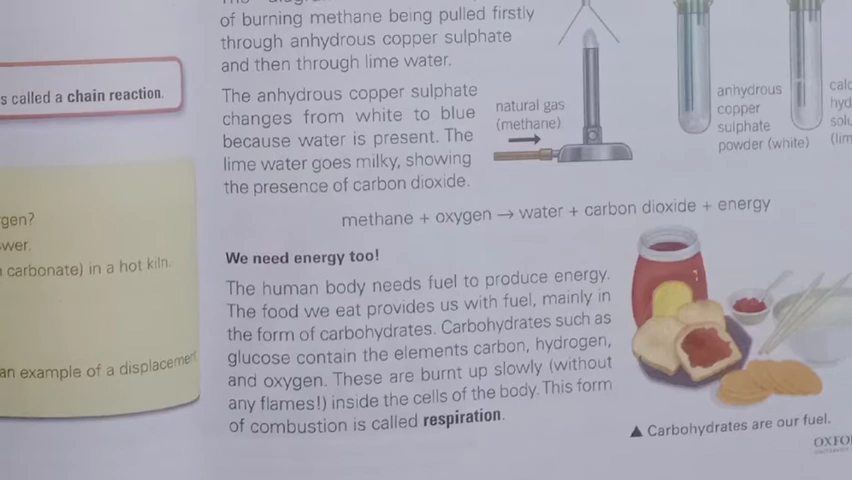 of burning methane being pulled firstly
through anhydrous copper sulphate
and then through lime water.
The anhydrous copper sulphate
changes from white to blue
because water is present. The
lime water goes milky, showing
the presence of carbon dioxide.
natural gas
(methane)
anhydrous
copper
sulphate
powder (white)
methane + oxygen → water + carbon dioxide + energy
We need energy too!
The human body needs fuel to produce energy.
The food we eat provides us with fuel, mainly in
the form of carbohydrates. Carbohydrates such as
glucose contain the elements carbon, hydrogen,
and oxygen. These are burnt up slowly (without
any flames!) inside the cells of the body. This form
of combustion is called respiration.
▲ Carbohydrates are our fuel.
s called a chain reaction.
gen?
wer.
carbonate) in a hot kiln.
an example of a displacement